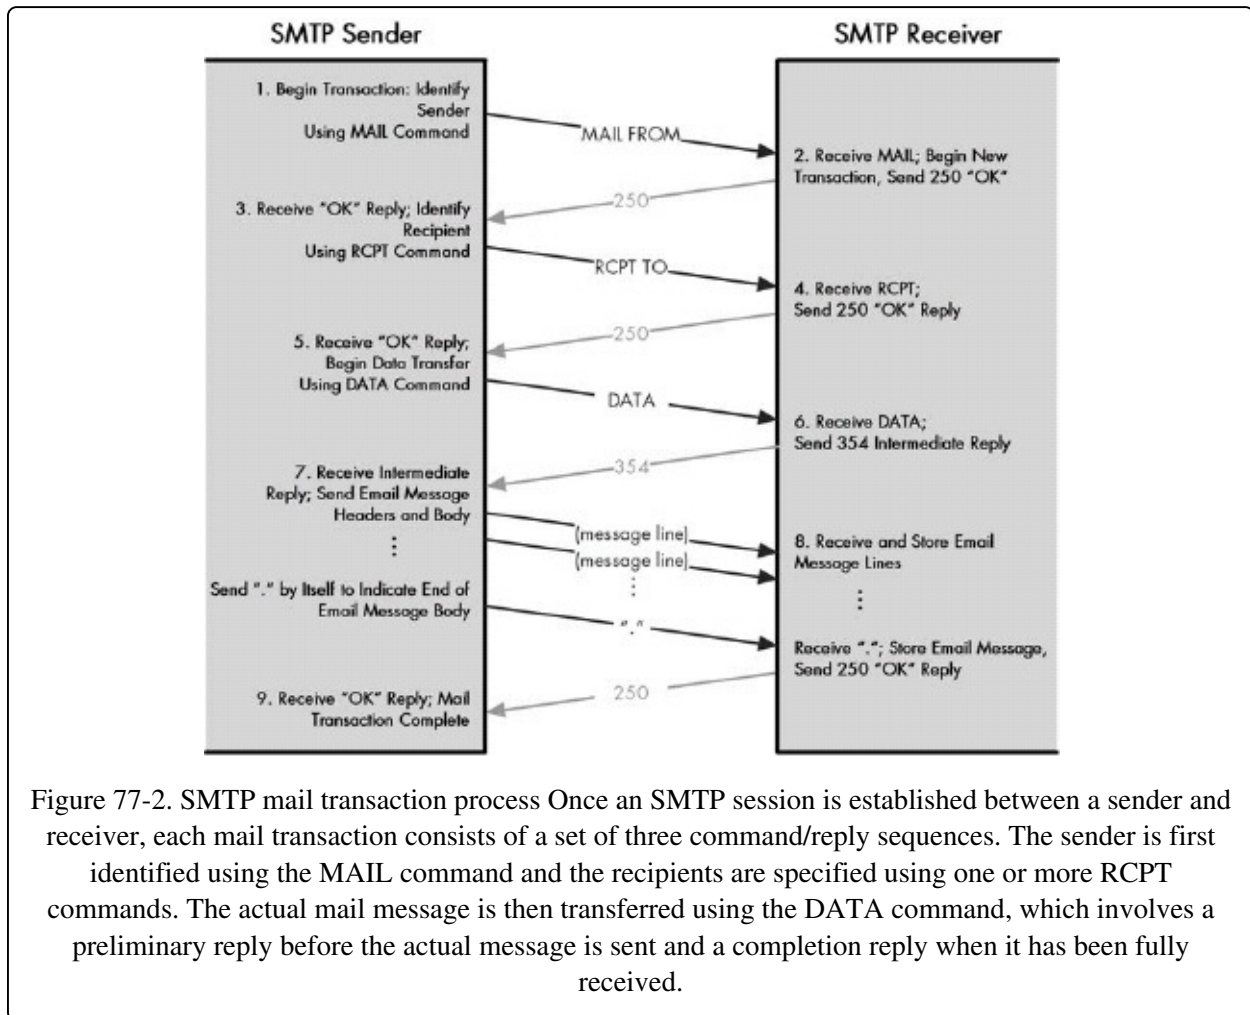 SMTP Sender
SMTP Receiver
1. Begin Transaction: Identify
Sender
Using MAIL Command
MAIL FROM
2. Receive MAIL; Begin New
Transaction, Send 250 "OK"
250
3. Receive "OK" Reply; Identify
Recipient
Using RCPT Command
RCPT TO
4. Receive RCPT;
Send 250 "OK" Reply
250
5. Receive "OK" Reply;
Begin Data Transfer
Using DATA Command
DATA
6. Receive DATA;
Send 354 Intermediate Reply
354
7. Receive Intermediate
Reply; Send Email Message
Headers and Body
(message line)
8. Receive and Store Email
Message Lines
(message line)
Send "." by Itself to Indicate End of
Email Message Body
"."
Receive "."; Store Email Message,
Send 250 "OK" Reply
250
9. Receive "OK" Reply; Mail
Transaction Complete
Figure 77-2. SMTP mail transaction process Once an SMTP session is established between a sender and
receiver, each mail transaction consists of a set of three command/reply sequences. The sender is first
identified using the MAIL command and the recipients are specified using one or more RCPT
commands. The actual mail message is then transferred using the DATA command, which involves a
preliminary reply before the actual message is sent and a completion reply when it has been fully
received.